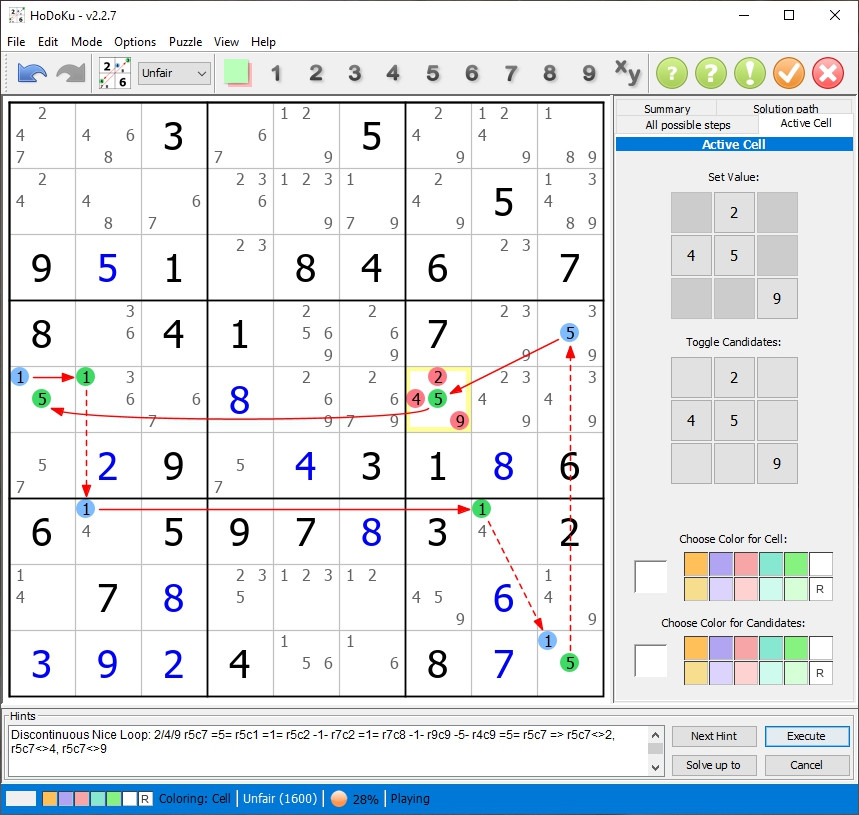 HoDoKu - v2.2.7
File Edit Mode Options Puzzle View Help
2 6 Unfair 1 2 3 4 5 6 7 8 9 x y ? ? !
2 1 2 2 1 2 1
4 4 6 3 6 5 4 4
7 8 7 9 9 9 8 9
2 2 3 1 2 3 1 2 1 3
4 4 6 6 4 5 4
8 7 9 7 9 9 8 9
2 3 2 3
9 5 1 8 4 6 7
3 2 2 2 3 3
8 6 4 1 5 6 6 7 5
9 9 9 9
1 1 3 2 2 2 2 3 3
5 6 6 8 6 6 4 5 4 4
7 9 7 9 9 9 9
5 2 9 5 4 3 1 8 6
7 7
1 1
6 4 5 9 7 8 3 4 2
1 2 3 1 2 3 1 2 1
4 7 8 5 4 5 6 4
9 9
1 1 1
3 9 2 4 5 6 6 8 7 5
Summary Solution path
All possible steps Active Cell
Active Cell
Set Value:
2
4 5
9
Toggle Candidates:
2
4 5
9
Choose Color for Cell:
R
Choose Color for Candidates:
R
Hints
Discontinuous Nice Loop: 2/4/9 r5c7 =5= r5c1 =1= r5c2 -1- r7c2 =1= r7c8 -1- r9c9 -5- r4c9 =5= r5c7 => r5c7<>2,
r5c7<>4, r5c7<>9
Next Hint Execute
Solve up to Cancel
R Coloring: Cell Unfair (1600) 28% Playing